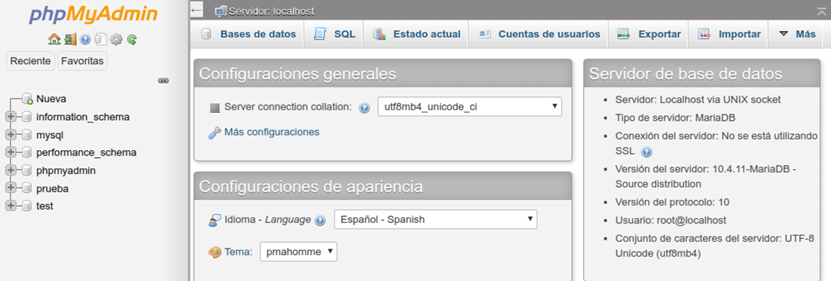 phpMyAdmin
Reciente
Favoritas
Nueva
information_schema
mysql
performance_schema
phpmyadmin
prueba
test
Servidor: localhost
Bases de datos
SQL
Estado actual
Cuentas de usuarios
Exportar
Importar
Más
Configuraciones generales
Server connection collation:
utf8mb4_unicode_ci
Más configuraciones
Configuraciones de apariencia
Idioma - Language
Español - Spanish
Tema:
pmahomme
Servidor de base de datos
Servidor: Localhost via UNIX socket
Tipo de servidor: MariaDB
Conexión del servidor: No se está utilizando
SSL
Versión del servidor: 10.4.11-MariaDB -
Source distribution
Versión del protocolo: 10
Usuario: root@localhost
Conjunto de caracteres del servidor: UTF-8
Unicode (utf8mb4)